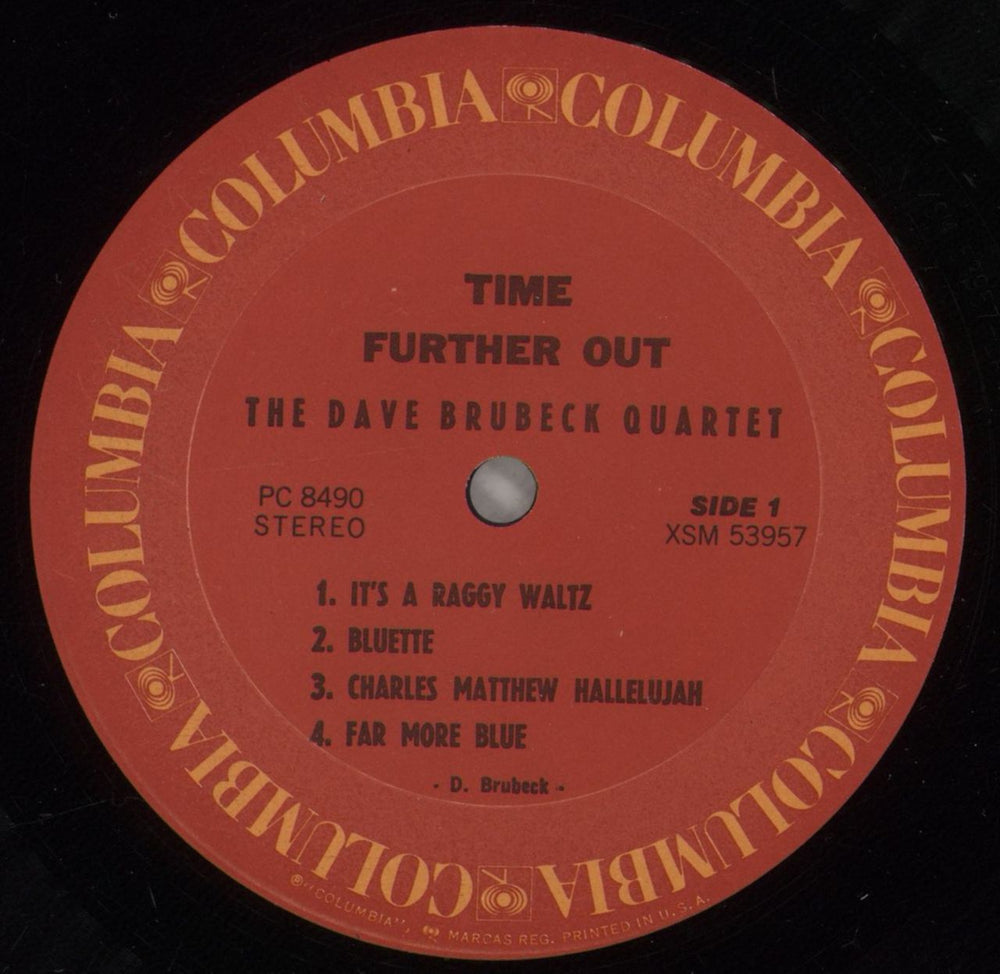 COLUMBIA COLUMBIA COLUMBIA COLUMBIA COLUMBIA COLUMBIA
TIME
FURTHER OUT
THE DAVE BRUBECK QUARTET
PC 8490
STEREO
SIDE 1
XSM 53957
1. IT'S A RAGGY WALTZ
2. BLUETTE
3. CHARLES MATTHEW HALLELUJAH
4. FAR MORE BLUE
- D. Brubeck -
®"COLUMBIA", MARCAS REG. PRINTED IN U.S.A.